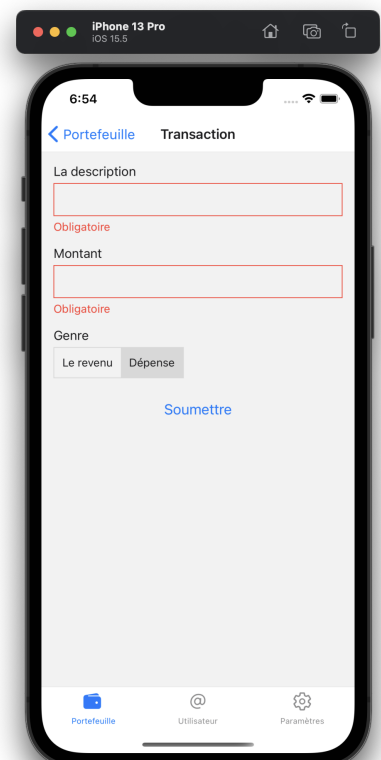 iPhone 13 Pro
iOS 15.5
6:54
Portefeuille Transaction
La description
Obligatoire
Montant
Obligatoire
Genre
Le revenu Dépense
Soumettre
Portefeuille Utilisateur Paramètres